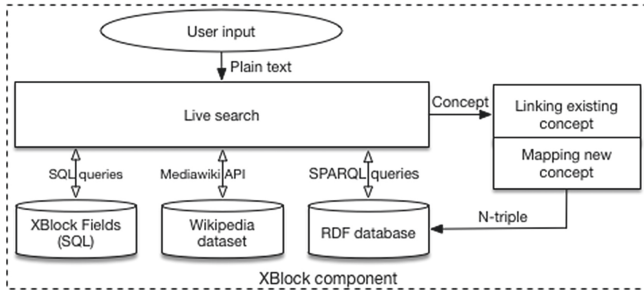 User input
Plain text
Live search
Concept
Linking existing
concept
Mapping new
concept
SQL queries
Mediawiki API
SPARQL queries
XBlock Fields
(SQL)
Wikipedia
dataset
RDF database
N-triple
XBlock component